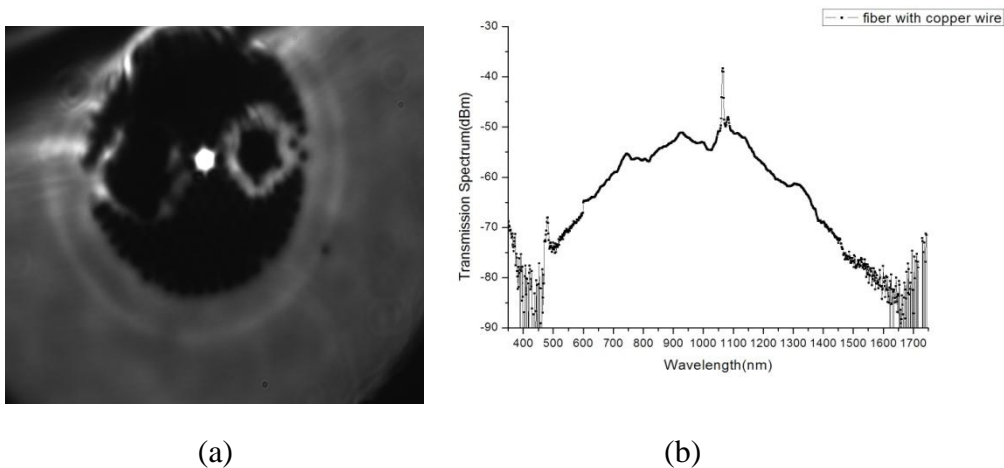 fiber with copper wire
-30
-40
-50
-60
-70
-80
-90
Transmission Spectrum(dBm)
400 500 600 700 800 900 1000 1100 1200 1300 1400 1500 1600 1700
Wavelength(nm)
(a) (b)